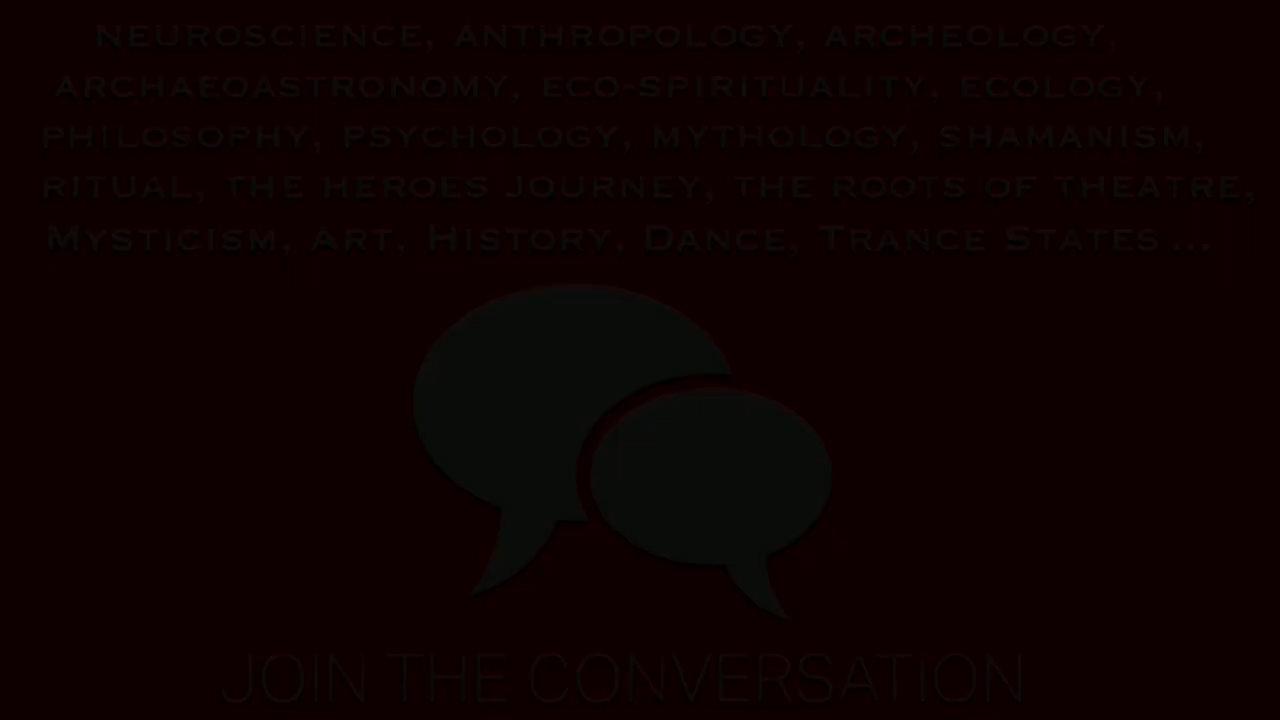 NEUROSCIENCE, ANTHROPOLOGY, ARCHEOLOGY,
ARCHAEOASTRONOMY, ECO-SPIRITUALITY, ECOLOGY,
PHILOSOPHY, PSYCHOLOGY, MYTHOLOGY, SHAMANISM,
RITUAL, THE HEROES JOURNEY, THE ROOTS OF THEATRE,
MYSTICISM, ART, HISTORY, DANCE, TRANCE STATES...
JOIN THE CONVERSATION